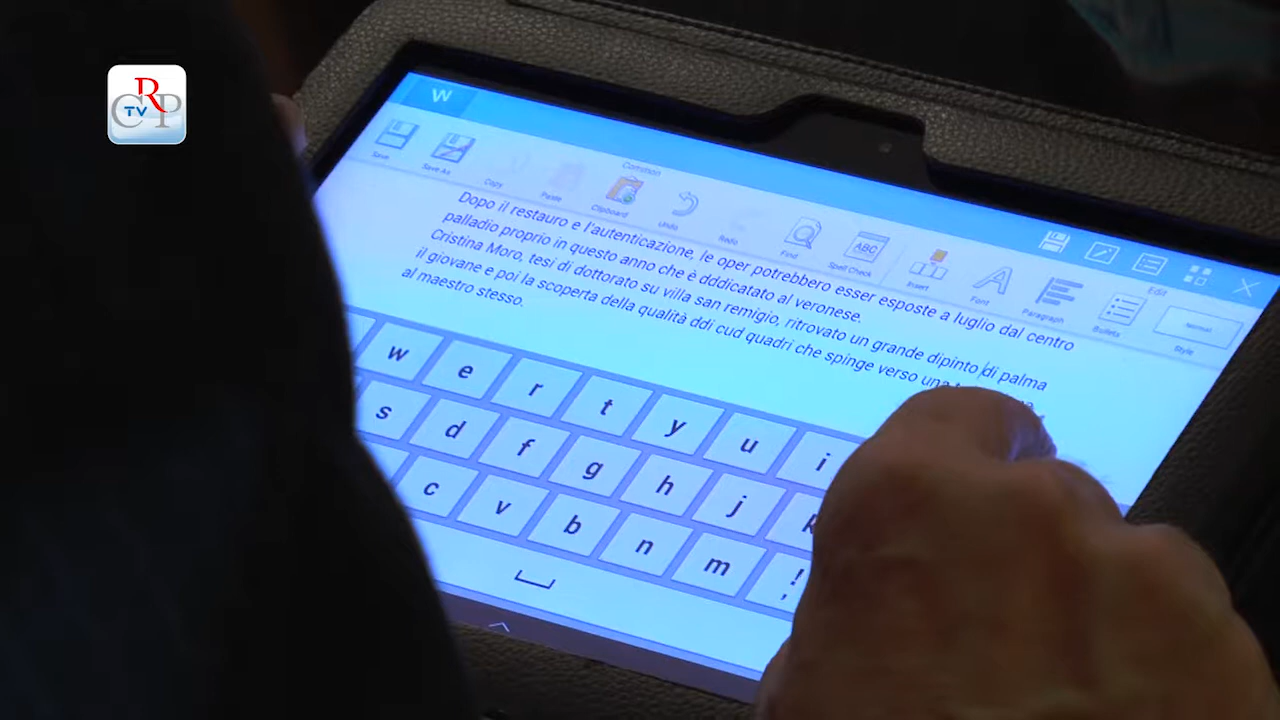 CRP
TV
W
Save
Save As
Copy
Paste
Common
Clipboard
Undo
Redo
Find
Spell Check
Insert
Font
Paragraph
Bullets
Edit
Normal
Style
Dopo il restauro e l'autenticazione, le oper potrebbero esser esposte a luglio dal centro
palladio proprio in questo anno che è dddicatato al veronese.
Cristina Moro, tesi di dottorato su villa san remigio, ritrovato un grande dipinto di palma
il giovane e poi la scoperta della qualità ddi cud quadri che spinge verso una
al maestro stesso.
w e r t y u i
s d f g h j k
c v b n m ! ,